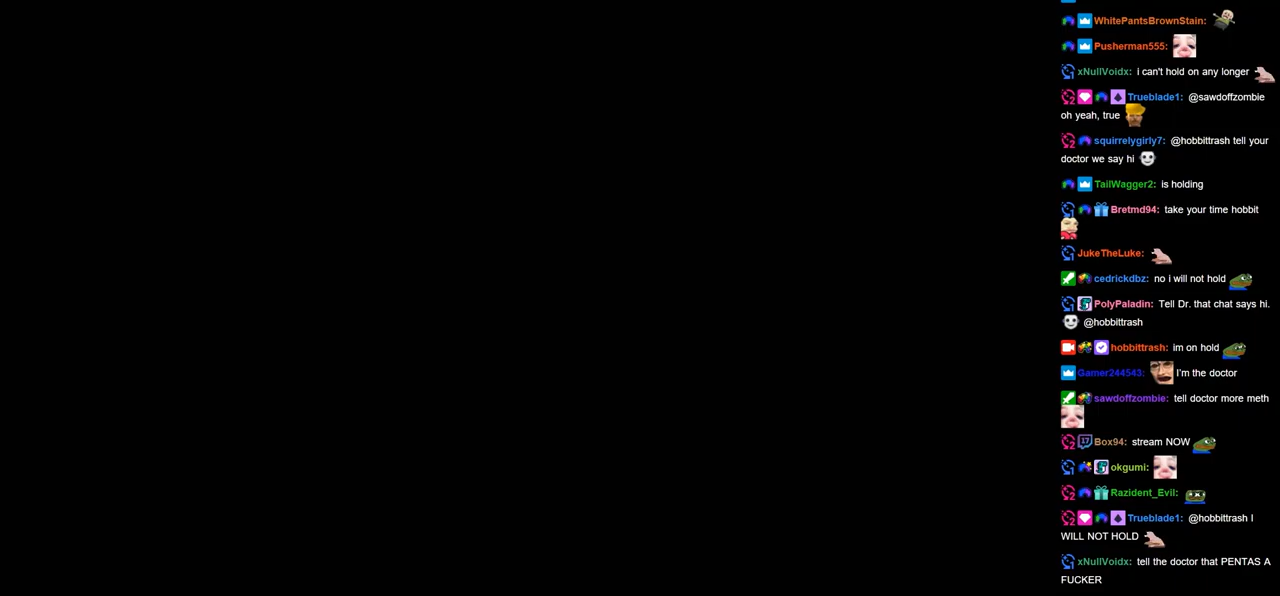 WhitePantsBrownStain:
Pusherman555:
xNullVoidx: i can't hold on any longer
Trueblade1: @sawdoffzombie
oh yeah, true
squirrelygirly7: @hobbittrash tell your
doctor we say hi
TailWagger2: is holding
Bretmd94: take your time hobbit
JukeTheLuke:
cedrickdbz: no i will not hold
PolyPaladin: Tell Dr. that chat says hi.
@hobbittrash
hobbittrash: im on hold
Gamer244543: I'm the doctor
sawdoffzombie: tell doctor more meth
17 Box94: stream NOW
okgumi:
Razident_Evil:
Trueblade1: @hobbittrash I
WILL NOT HOLD
xNullVoidx: tell the doctor that PENTAS A
FUCKER